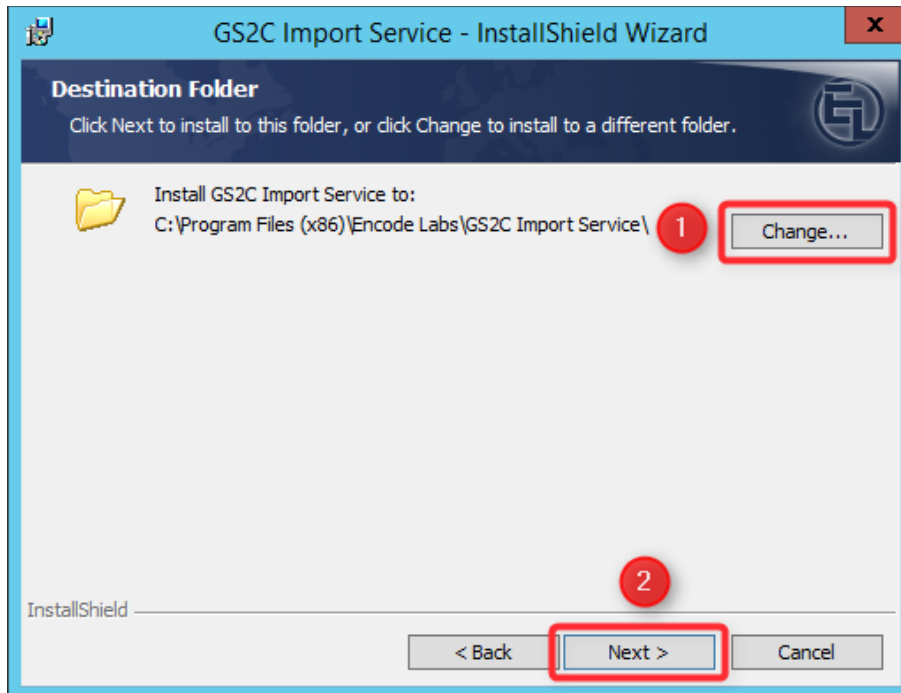 GS2C Import Service - InstallShield Wizard
x
Destination Folder
Click Next to install to this folder, or click Change to install to a different folder.
EL
Install GS2C Import Service to:
C:\Program Files (x86)\Encode Labs\GS2C Import Service\
1
Change...
2
InstallShield
< Back
Next >
Cancel